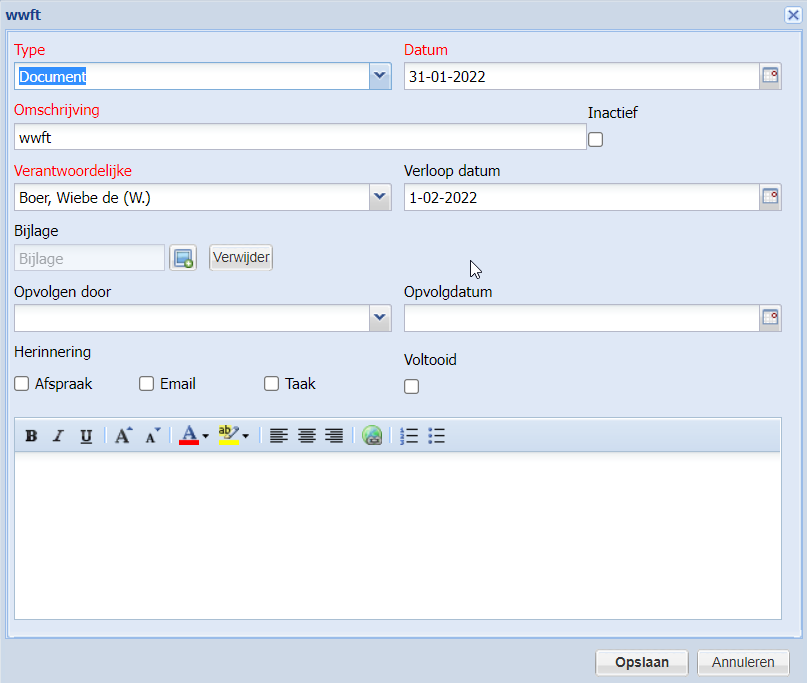 wwft
Type Datum
Document 31-01-2022
Omschrijving Inactief
wwft
Verantwoordelijke Verloop datum
Boer, Wiebe de (W.) 1-02-2022
Bijlage
Bijlage Verwijder
Opvolgen door Opvolgdatum
Herinnering Voltooid
Afspraak Email Taak
B I U A A A ab
Opslaan Annuleren